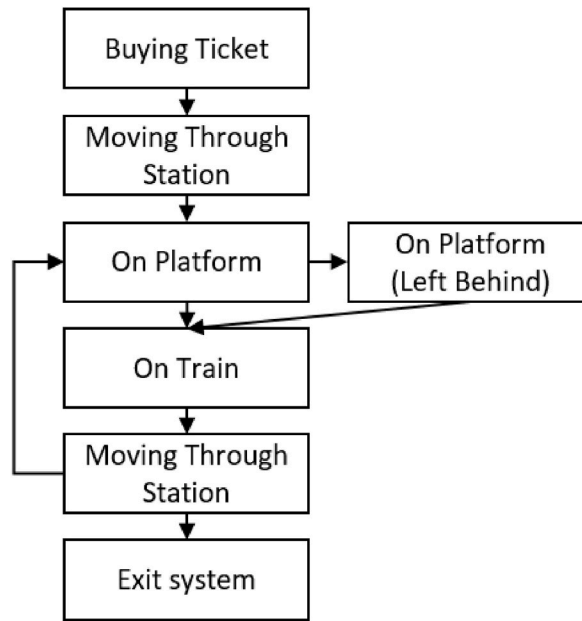 Buying Ticket
Moving Through
Station
On Platform
On Platform
(Left Behind)
On Train
Moving Through
Station
Exit system